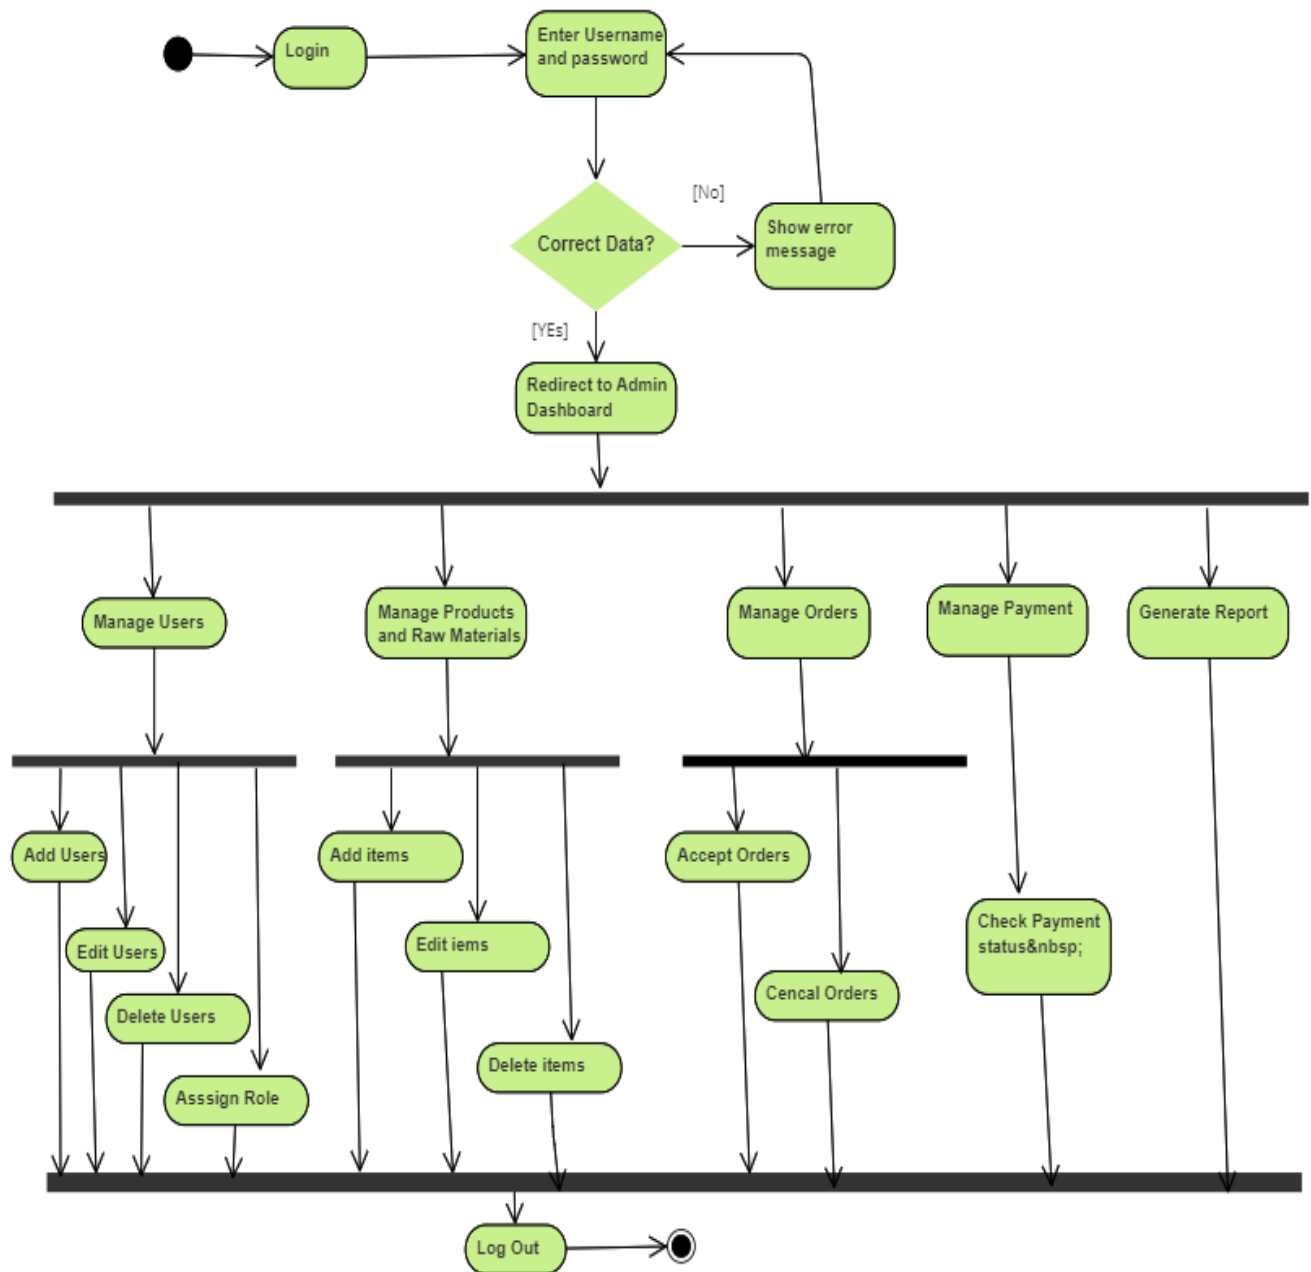 Login
Enter Username
and password
[No]
Correct Data?
Show error
message
[YEs]
Redirect to Admin
Dashboard
Manage Users
Manage Products
and Raw Materials
Manage Orders
Manage Payment
Generate Report
Add Users
Add items
Accept Orders
Check Payment
status&nbsp;
Edit Users
Edit iems
Cencal Orders
Delete Users
Delete items
Asssign Role
Log Out